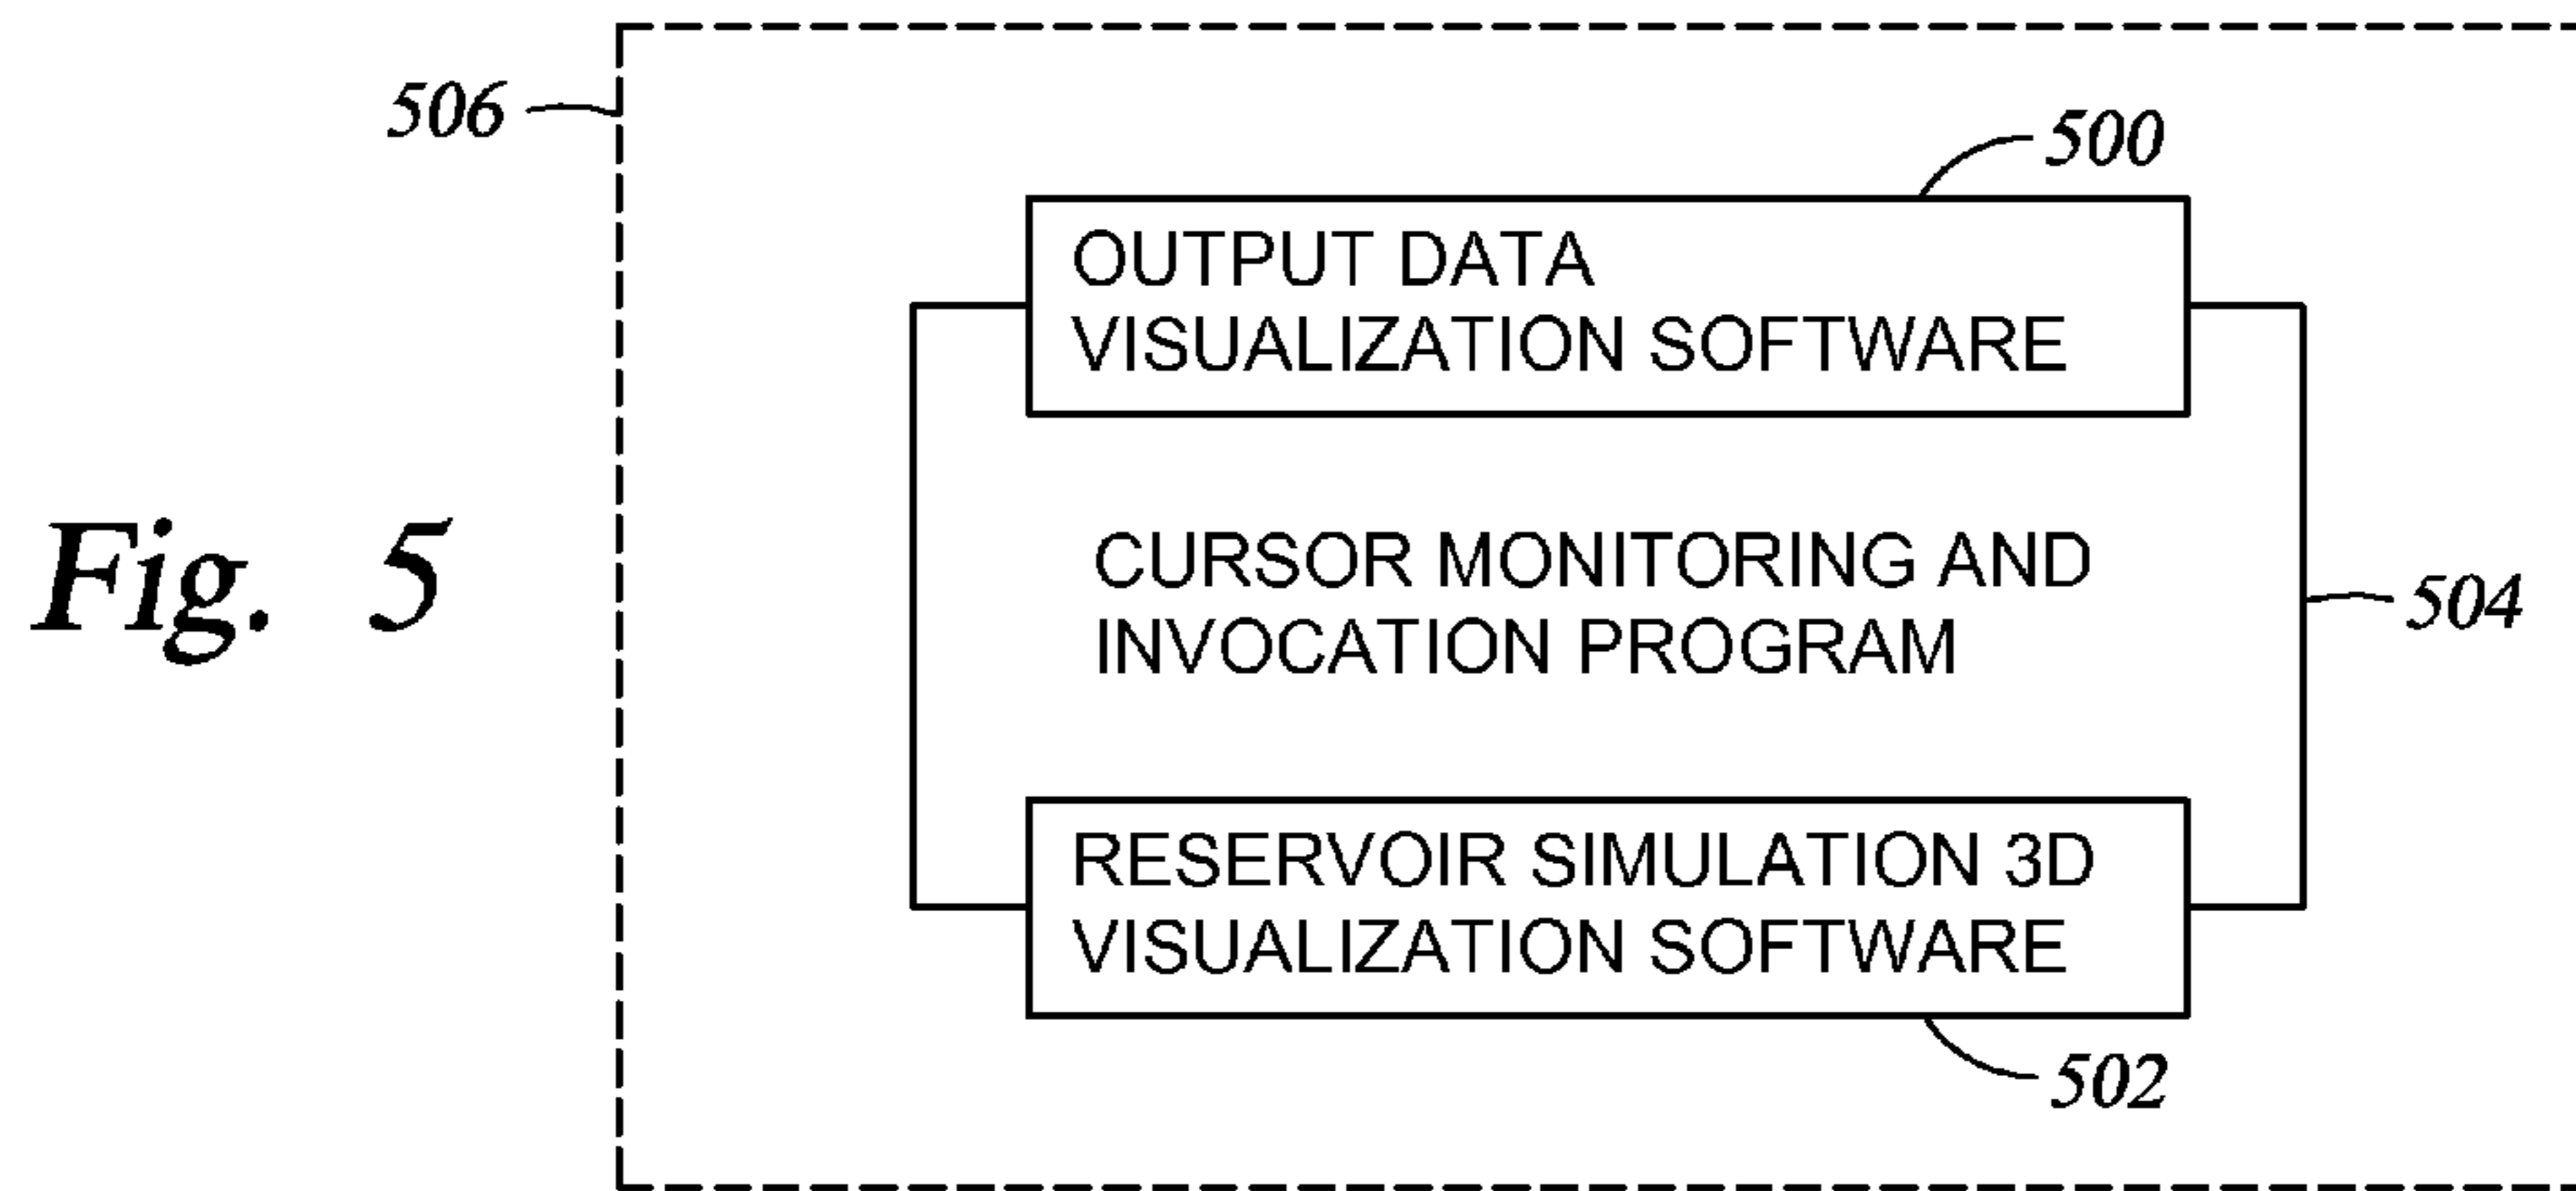 506
500
OUTPUT DATA
VISUALIZATION SOFTWARE
Fig. 5
CURSOR MONITORING AND
INVOCATION PROGRAM
504
RESERVOIR SIMULATION 3D
VISUALIZATION SOFTWARE
502